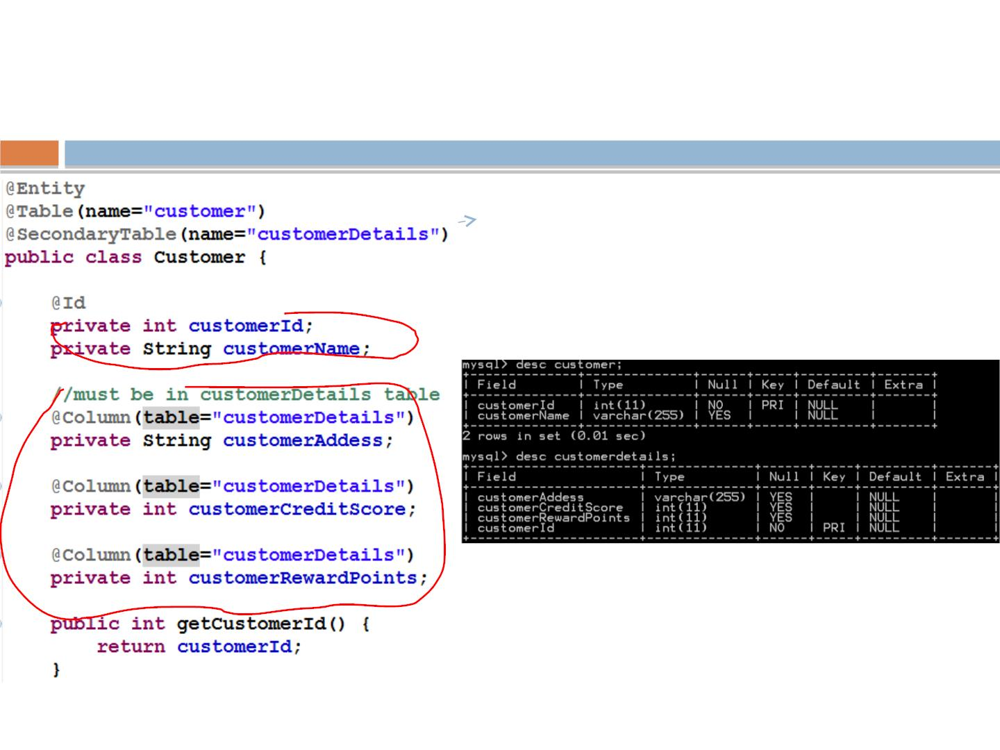 @Entity
@Table(name="customer")
@SecondaryTable(name="customerDetails")
public class Customer {
@Id
private int customerId;
private String customerName;
//must be in customerDetails table
@Column(table="customerDetails")
private String customerAddess;
@Column(table="customerDetails")
private int customerCreditScore;
@Column(table="customerDetails")
private int customerRewardPoints;
public int getCustomerId() {
return customerId;
}
mysql> desc customer;
+--------------+--------------+------+-----+---------+-------+
| Field | Type | Null | Key | Default | Extra |
+--------------+--------------+------+-----+---------+-------+
| customerId | int(11) | NO | PRI | NULL | |
| customerName | varchar(255) | YES | | NULL | |
+--------------+--------------+------+-----+---------+-------+
2 rows in set (0.01 sec)
mysql> desc customerdetails;
+----------------------+--------------+------+-----+---------+-------+
| Field | Type | Null | Key | Default | Extra |
+----------------------+--------------+------+-----+---------+-------+
| customerAddess | varchar(255) | YES | | NULL | |
| customerCreditScore | int(11) | YES | | NULL | |
| customerRewardPoints | int(11) | YES | | NULL | |
| customerId | int(11) | NO | PRI | NULL | |
+----------------------+--------------+------+-----+---------+-------+